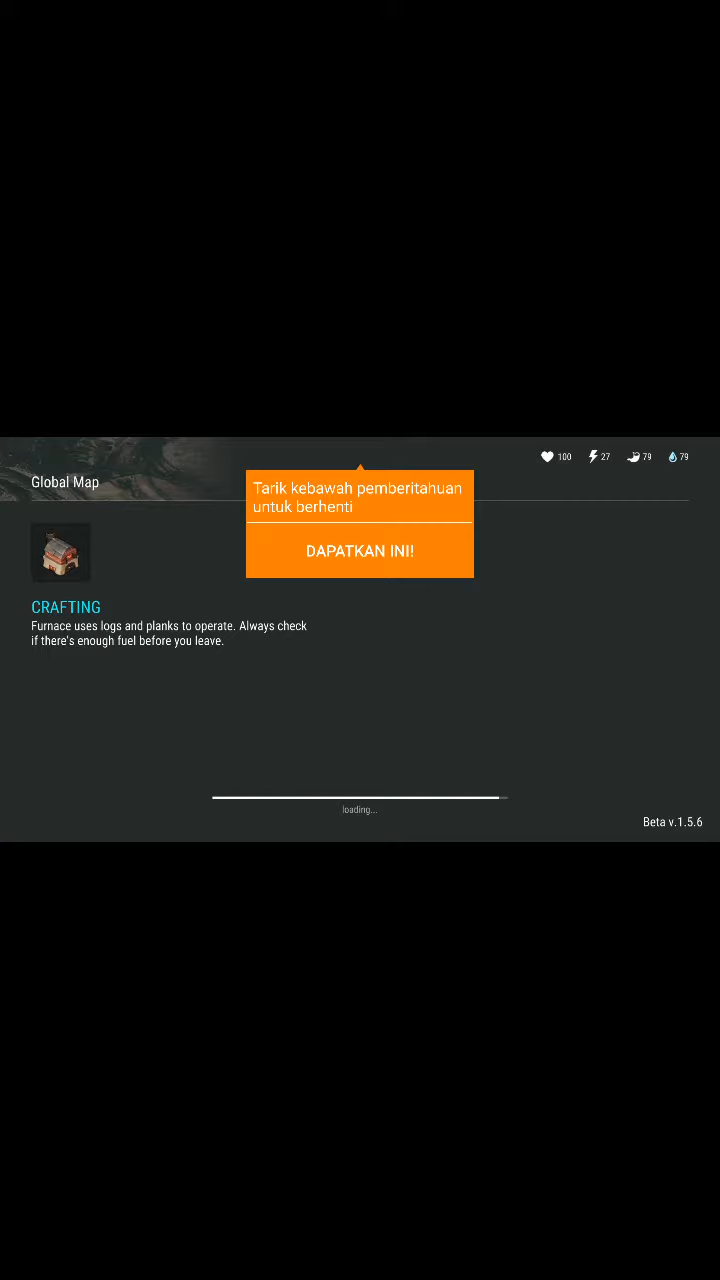 100 27 79 79
Global Map
Tarik kebawah pemberitahuan
untuk berhenti
DAPATKAN INI!
CRAFTING
Furnace uses logs and planks to operate. Always check
if there's enough fuel before you leave.
loading...
Beta v.1.5.6